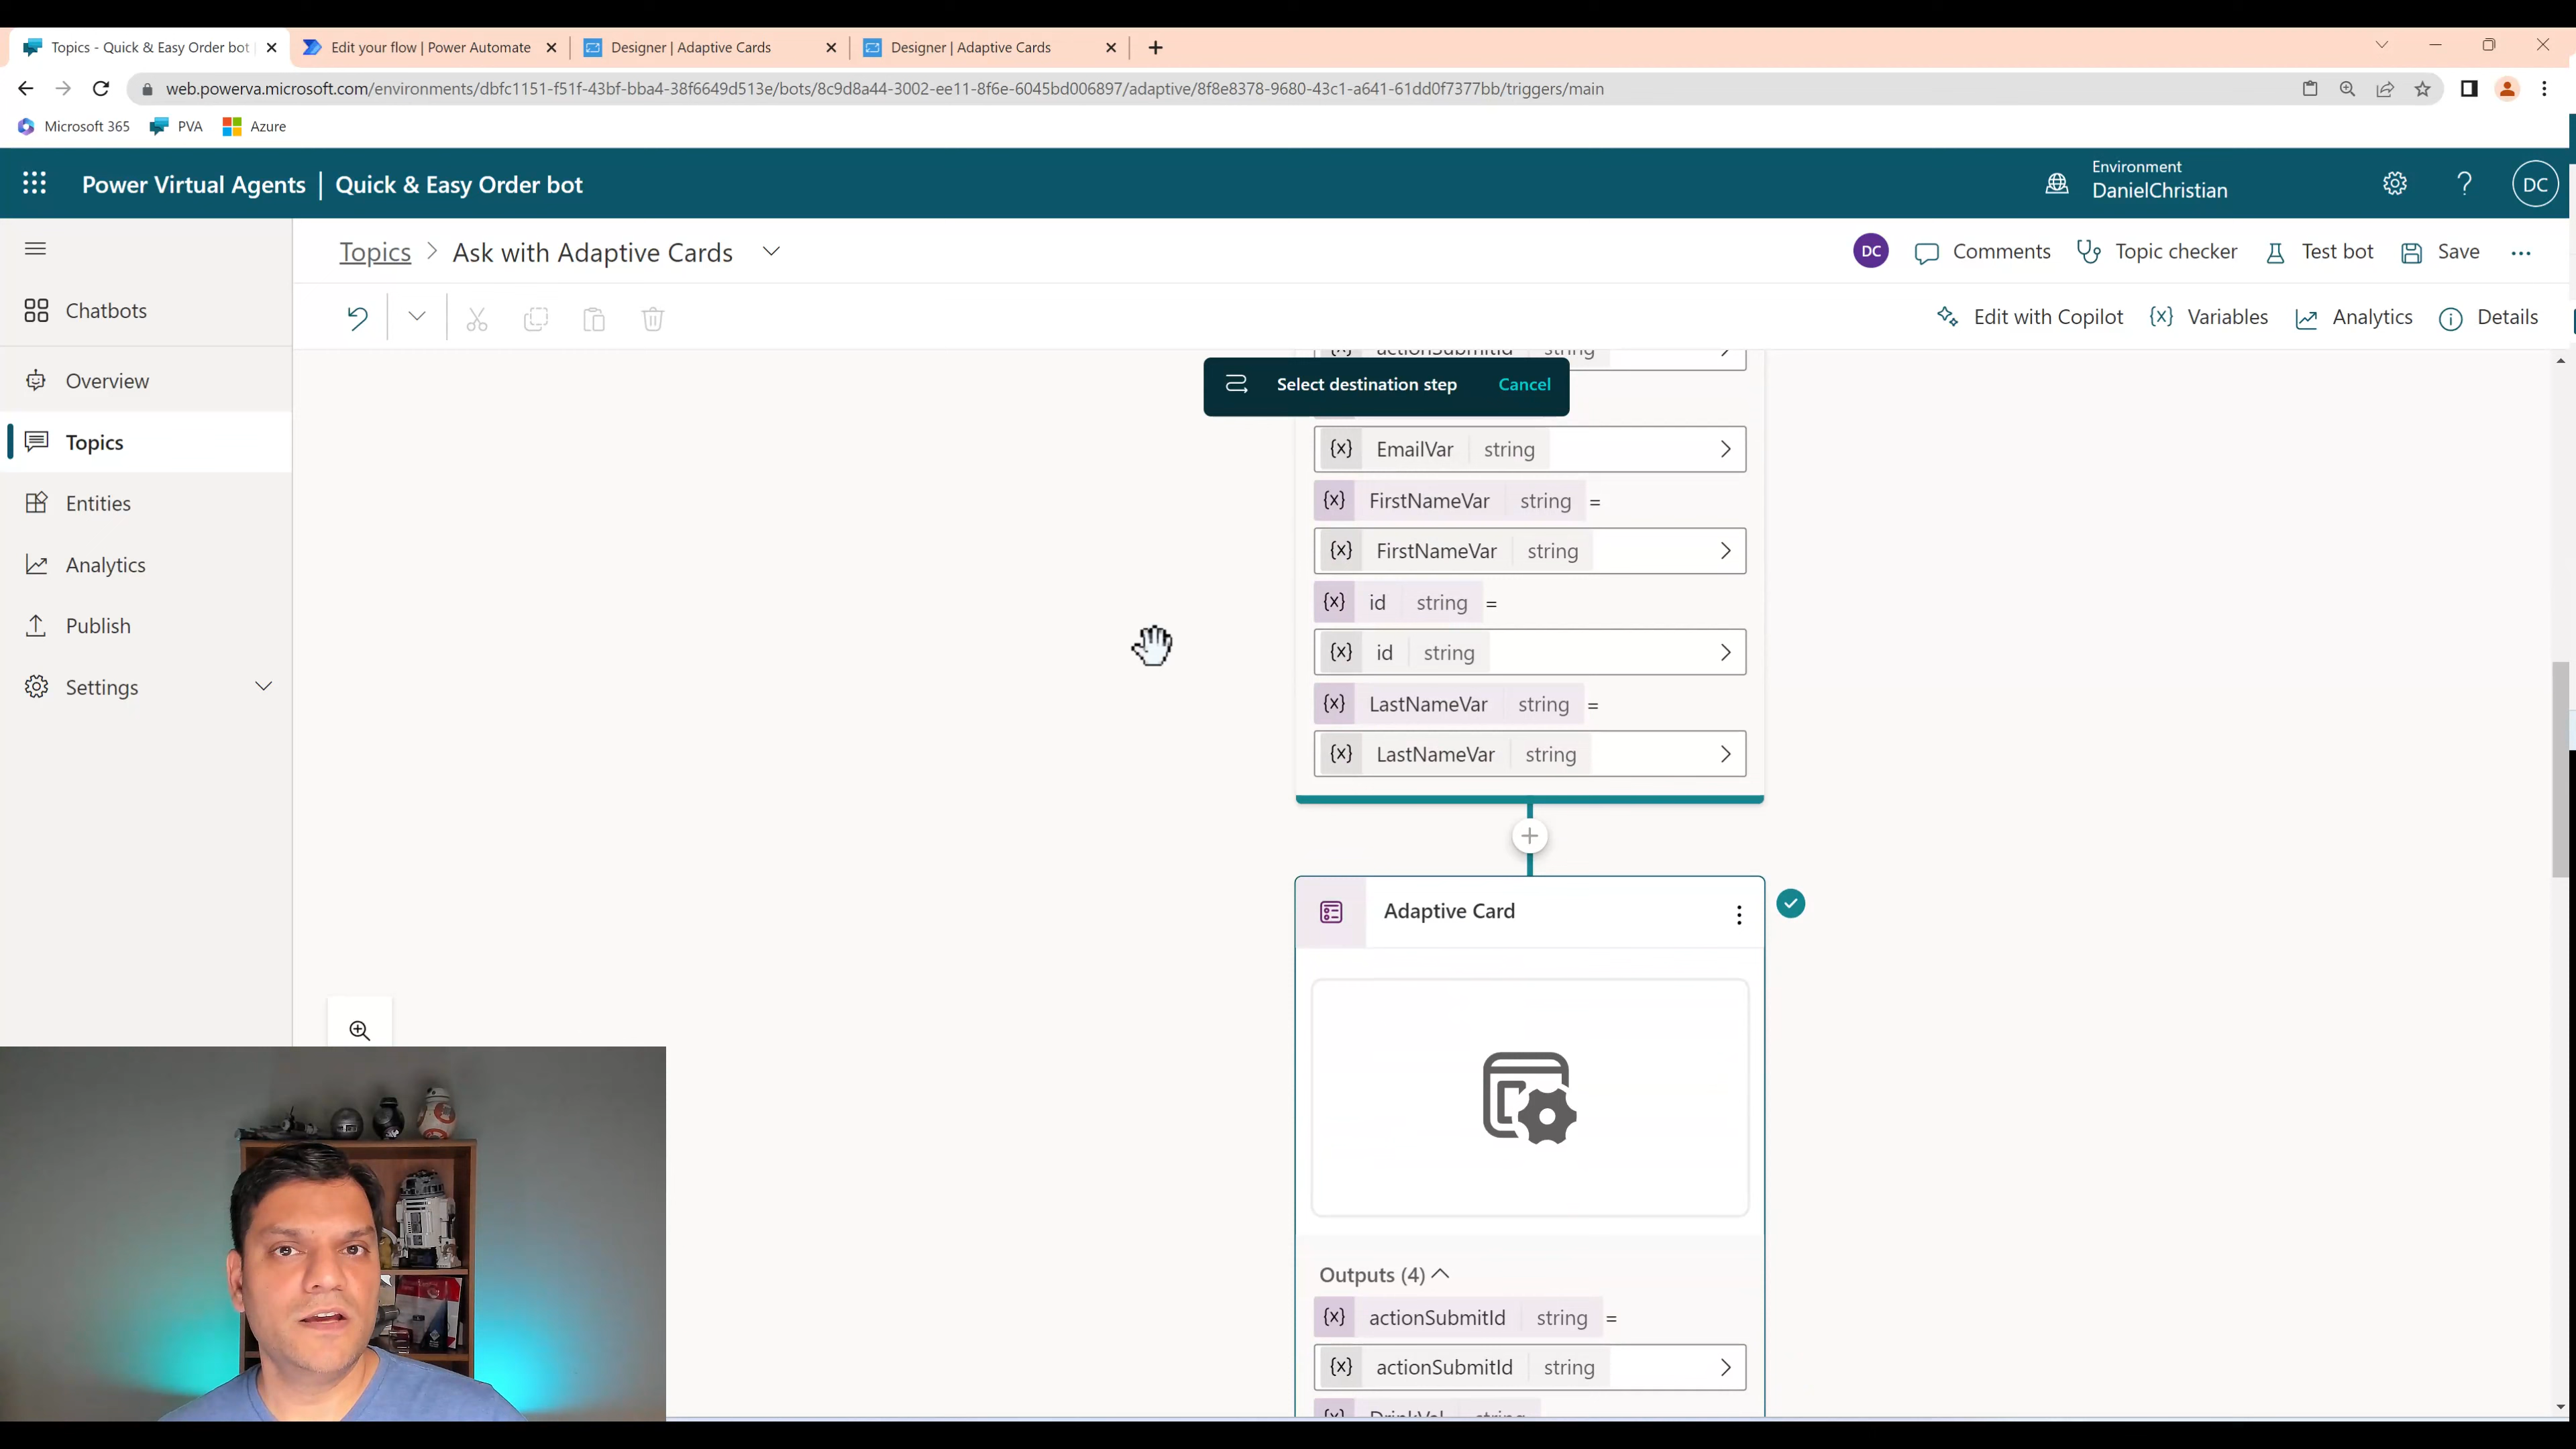 Topics - Quick & Easy Order bot
Edit your flow | Power Automate
Designer | Adaptive Cards
Designer | Adaptive Cards
web.powerva.microsoft.com/environments/dbfc1151-f51f-43bf-bba4-38f6649d513e/bots/8c9d8a44-3002-ee11-8f6e-6045bd006897/adaptive/8f8e8378-9680-43c1-a641-61dd0f7377bb/triggers/main
Microsoft 365
PVA
Azure
Power Virtual Agents | Quick & Easy Order bot
Environment
DanielChristian
DC
Topics > Ask with Adaptive Cards
DC
Comments
Topic checker
Test bot
Save
Edit with Copilot
{x} Variables
Analytics
Details
Chatbots
Overview
Topics
Entities
Analytics
Publish
Settings
{x} actionSubmitId string
Select destination step Cancel
{x} EmailVar string
{x} FirstNameVar string =
{x} FirstNameVar string
{x} id string =
{x} id string
{x} LastNameVar string =
{x} LastNameVar string
Adaptive Card
Outputs (4)
{x} actionSubmitId string =
{x} actionSubmitId string